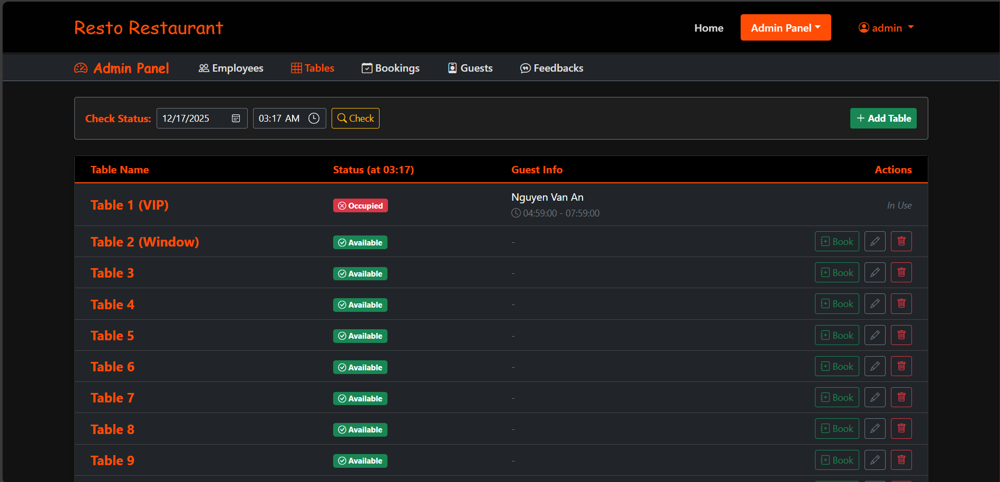 Resto Restaurant Home Admin Panel admin
Admin Panel Employees Tables Bookings Guests Feedbacks
Check Status: 12/17/2025 03:17 AM Check + Add Table
Table Name Status (at 03:17) Guest Info Actions
Table 1 (VIP) Occupied Nguyen Van An In Use
04:59:00 - 07:59:00
Table 2 (Window) Available - Book
Table 3 Available - Book
Table 4 Available - Book
Table 5 Available - Book
Table 6 Available - Book
Table 7 Available - Book
Table 8 Available - Book
Table 9 Available - Book